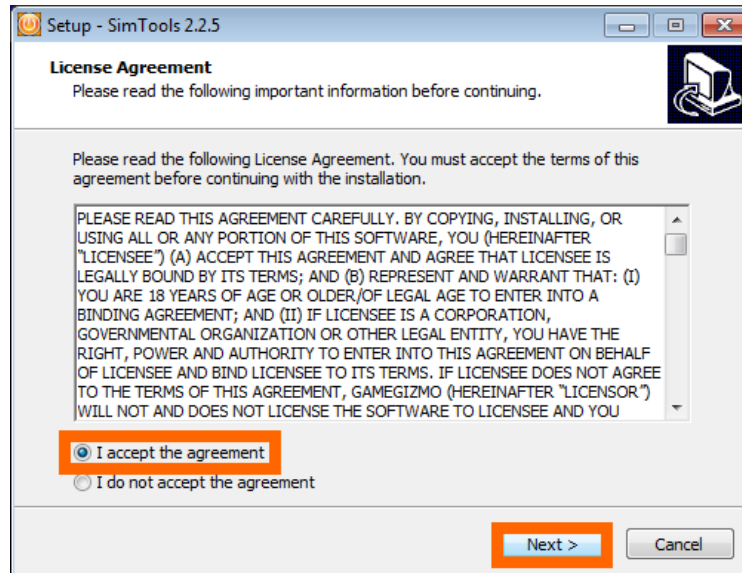 Setup - SimTools 2.2.5
License Agreement
Please read the following important information before continuing.
Please read the following License Agreement. You must accept the terms of this
agreement before continuing with the installation.
PLEASE READ THIS AGREEMENT CAREFULLY. BY COPYING, INSTALLING, OR
USING ALL OR ANY PORTION OF THIS SOFTWARE, YOU (HEREINAFTER
"LICENSEE") (A) ACCEPT THIS AGREEMENT AND AGREE THAT LICENSEE IS
LEGALLY BOUND BY ITS TERMS; AND (B) REPRESENT AND WARRANT THAT: (I)
YOU ARE 18 YEARS OF AGE OR OLDER/OF LEGAL AGE TO ENTER INTO A
BINDING AGREEMENT; AND (II) IF LICENSEE IS A CORPORATION,
GOVERNMENTAL ORGANIZATION OR OTHER LEGAL ENTITY, YOU HAVE THE
RIGHT, POWER AND AUTHORITY TO ENTER INTO THIS AGREEMENT ON BEHALF
OF LICENSEE AND BIND LICENSEE TO ITS TERMS. IF LICENSEE DOES NOT AGREE
TO THE TERMS OF THIS AGREEMENT, GAMEGIZMO (HEREINAFTER "LICENSOR")
WILL NOT AND DOES NOT LICENSE THE SOFTWARE TO LICENSEE AND YOU
I accept the agreement
I do not accept the agreement
Next >
Cancel